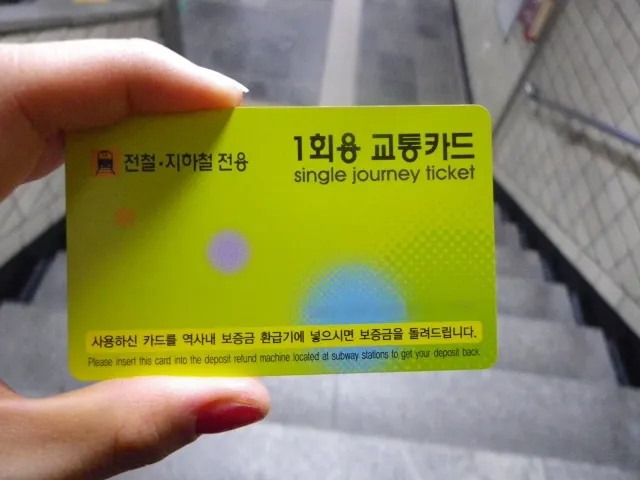 전철·지하철 전용
1회용 교통카드
single journey ticket
사용하신 카드를 역사내 보증금 환급기에 넣으시면 보증금을 돌려드립니다.
Please insert this card into the deposit refund machine located at subway stations to get your deposit back